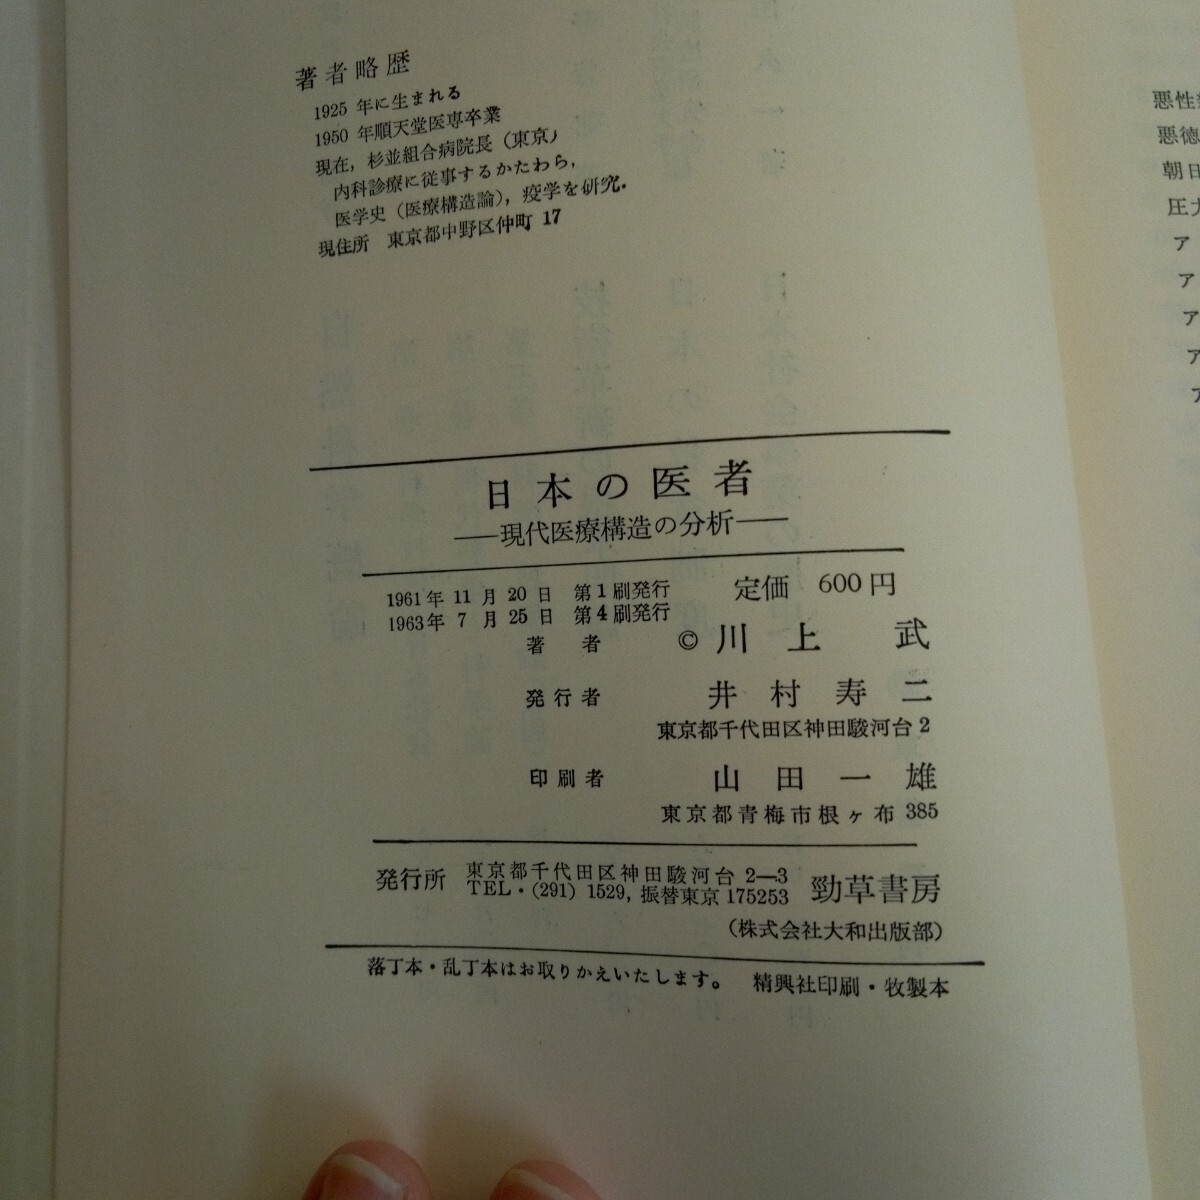 著者略歴
1925 年に生まれる
1950 年順天堂医専卒業
現在，杉並組合病院長（東京）
内科診療に従事するかたわら，
医学史（医療構造論），疫学を研究．
現住所　東京都中野区仲町 17
日本の医者
――現代医療構造の分析――
1961年 11 月 20 日　第1刷発行
1963年 7 月 25 日　第4刷発行
定価　600円
著　者　© 川上　武
発行者　井村寿二
東京都千代田区神田駿河台 2
印刷者　山田一雄
東京都青梅市根ヶ布 385
発行所　東京都千代田区神田駿河台 2―3
TEL・(291) 1529, 振替東京 175253
勁草書房
（株式会社大和出版部）
落丁本・乱丁本はお取りかえいたします。　精興社印刷・牧製本
悪性
悪徳
朝日
圧
ア
ア
ア
ア
ア